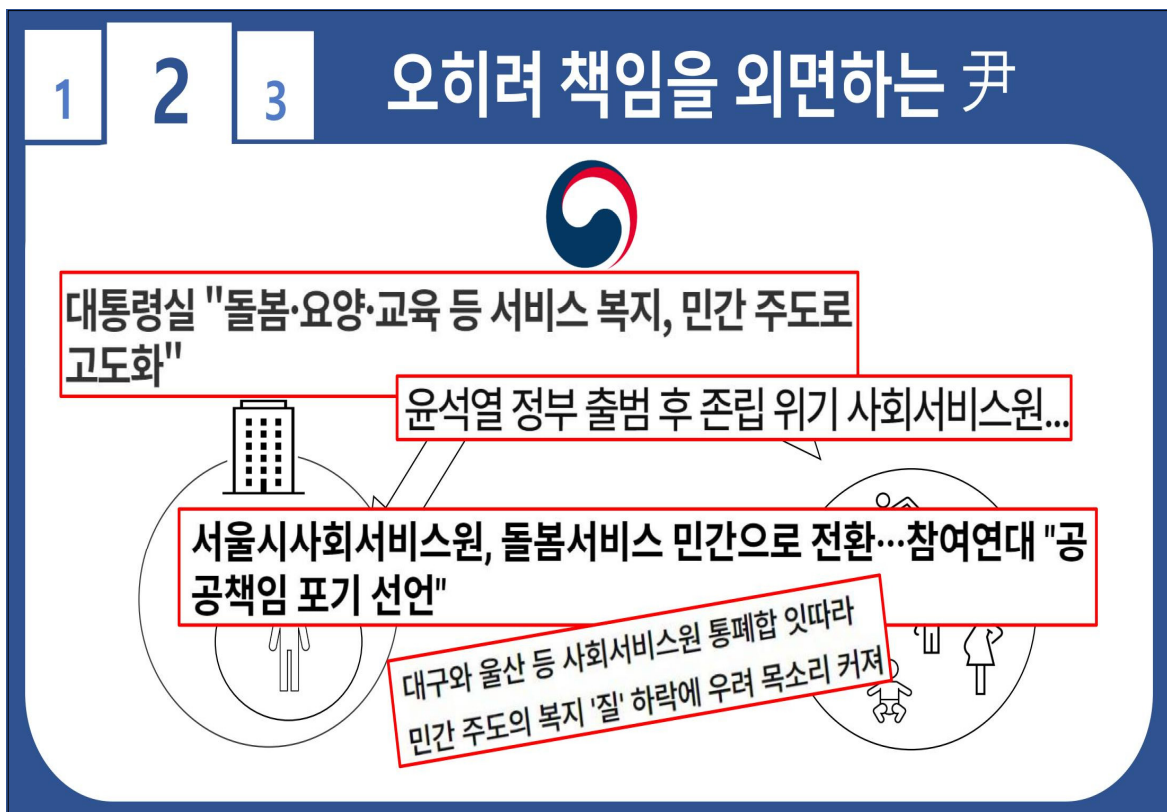 1
2
3
오히려 책임을 외면하는 尹
대통령실 "돌봄·요양·교육 등 서비스 복지, 민간 주도로
고도화"
윤석열 정부 출범 후 존립 위기 사회서비스원...
서울시사회서비스원, 돌봄서비스 민간으로 전환…참여연대 "공
공책임 포기 선언"
대구와 울산 등 사회서비스원 통폐합 잇따라
민간 주도의 복지 '질' 하락에 우려 목소리 커져